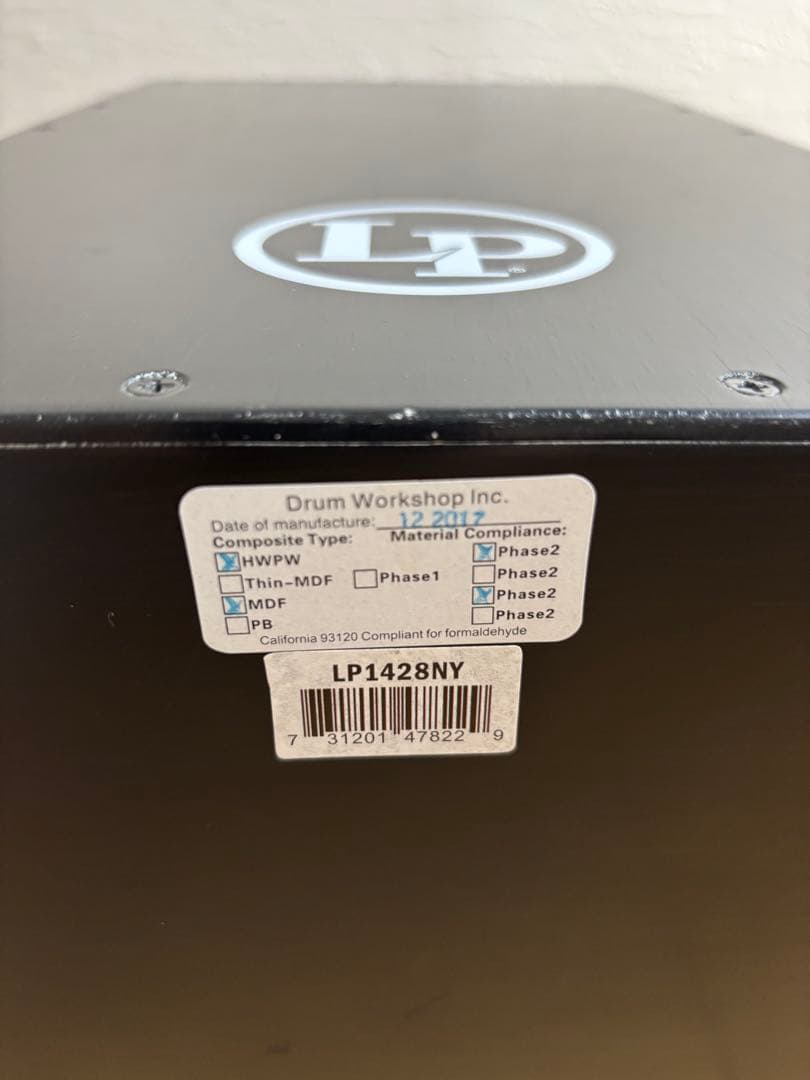 LP®
Drum Workshop Inc.
Date of manufacture: 12 2017
Composite Type: Material Compliance:
HWPW Phase2
Thin-MDF Phase1 Phase2
MDF Phase2
PB Phase2
California 93120 Compliant for formaldehyde
LP1428NY
7 31201 47822 9